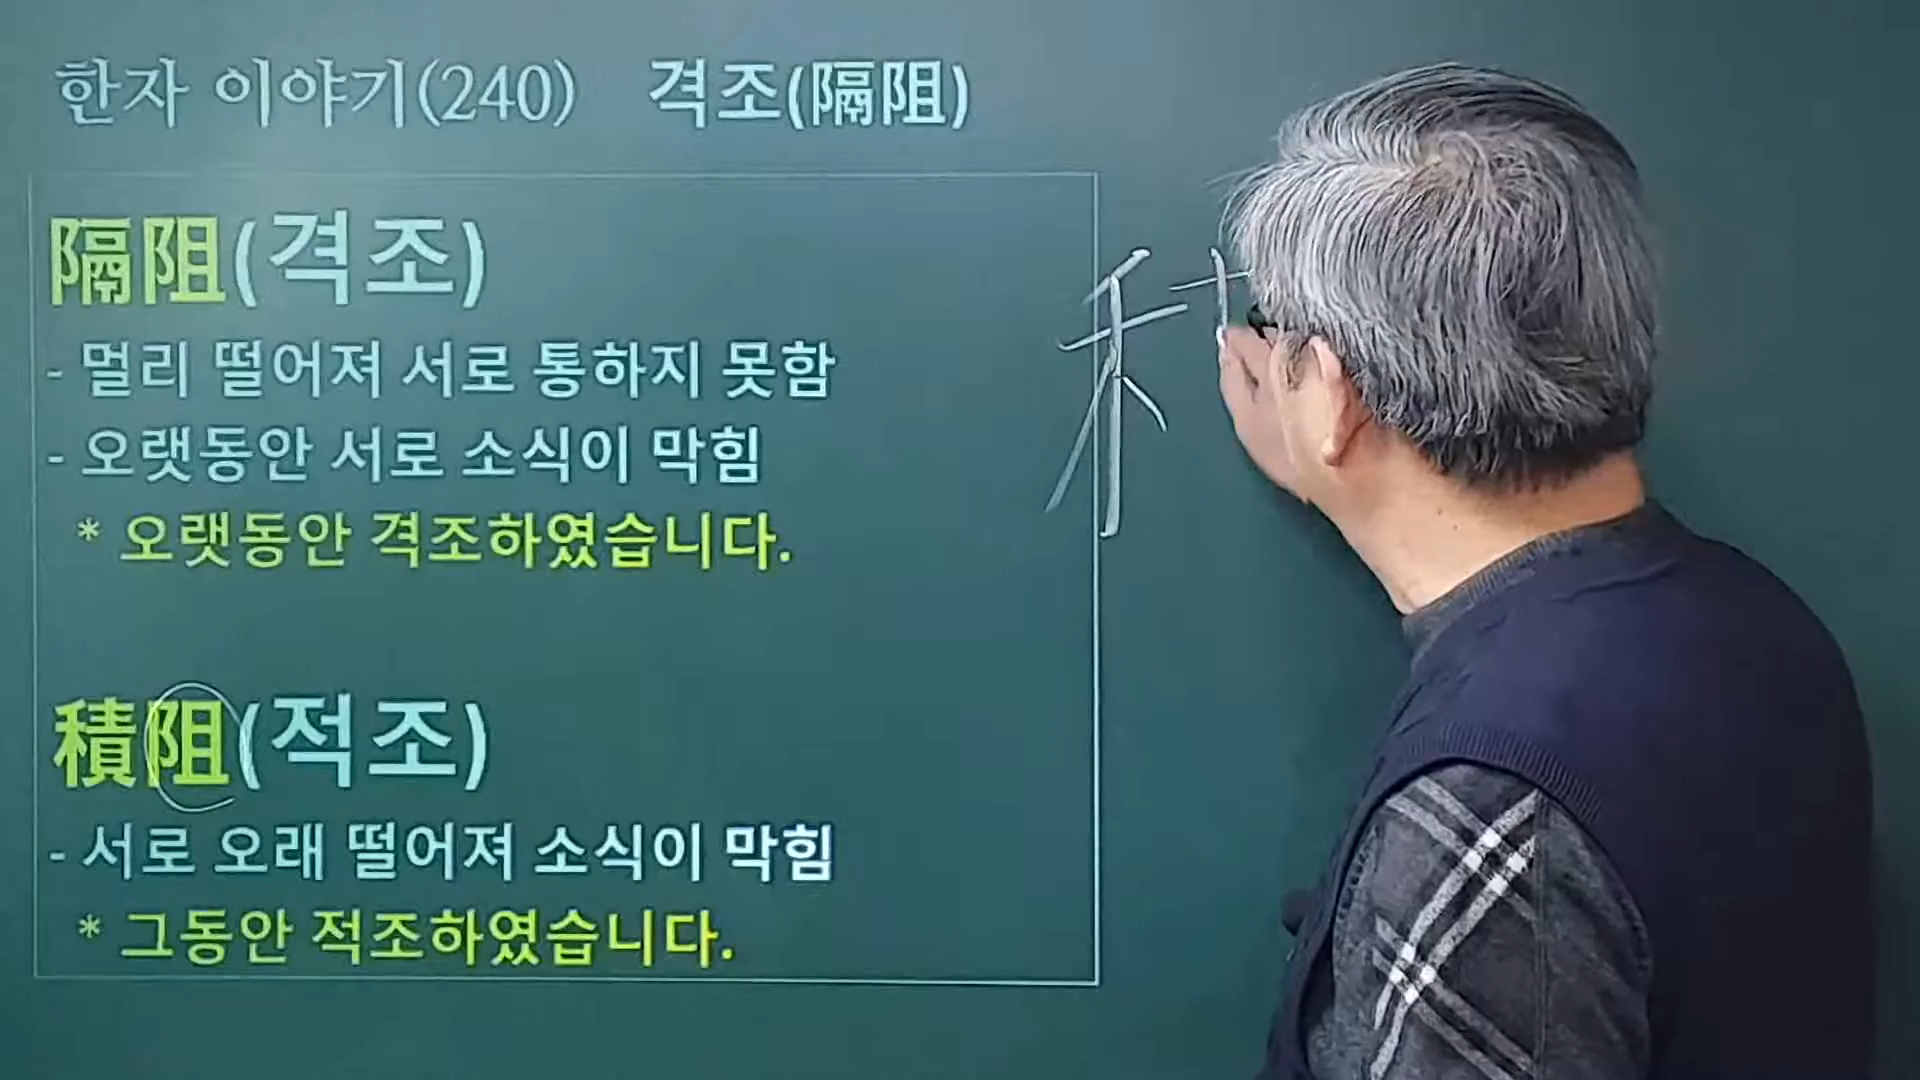 한자 이야기(240) 격조(隔阻)
隔阻(격조)
- 멀리 떨어져 서로 통하지 못함
- 오랫동안 서로 소식이 막힘
* 오랫동안 격조하였습니다.
積阻(적조)
- 서로 오래 떨어져 소식이 막힘
* 그동안 적조하였습니다.